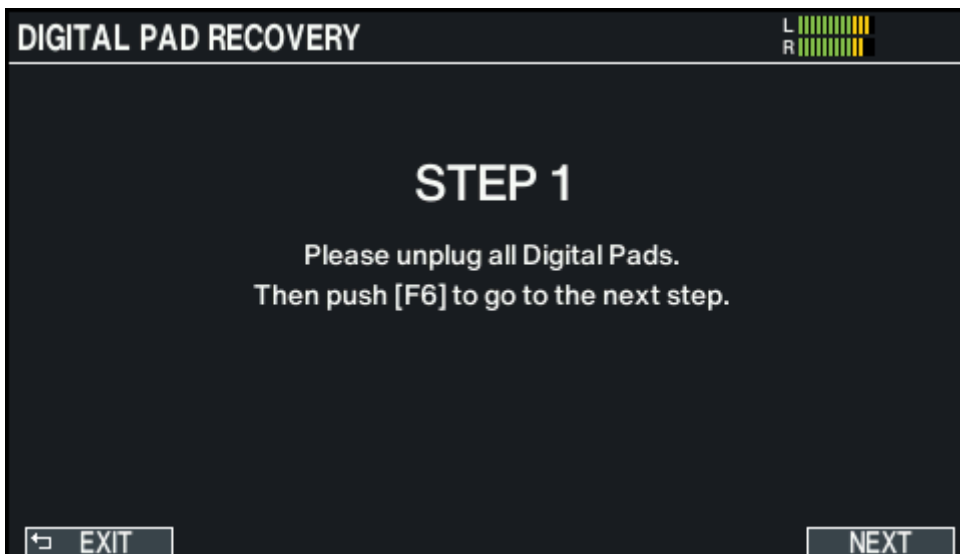 DIGITAL PAD RECOVERY
L
R
STEP 1
Please unplug all Digital Pads.
Then push [F6] to go to the next step.
EXIT
NEXT